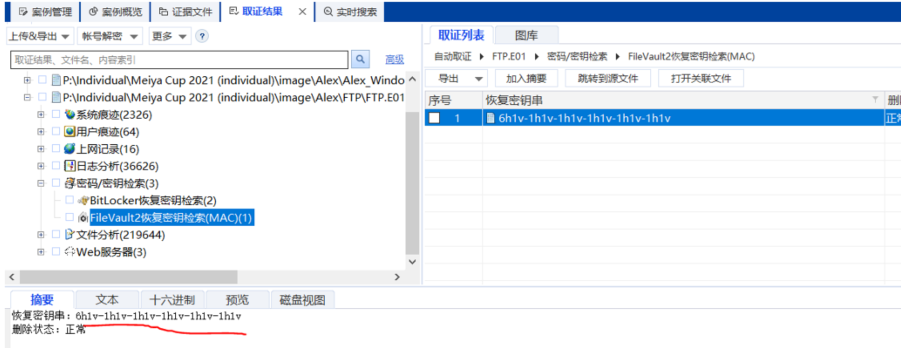 案例管理 案例概览 证据文件 取证结果 × 实时搜索
上传&导出 帐号解密 更多 ?
取证结果、文件名、内容索引 高级
P:\Individual\Meiya Cup 2021 (individual)\image\Alex\Alex_Windo
P:\Individual\Meiya Cup 2021 (individual)\image\Alex\FTP\FTP.E01
系统痕迹(2326)
用户痕迹(64)
上网记录(16)
日志分析(36626)
密码/密钥检索(3)
BitLocker恢复密钥检索(2)
FileVault2恢复密钥检索(MAC)(1)
文件分析(219644)
Web服务器(3)
取证列表 图库
自动取证 FTP.E01 密码/密钥检索 FileVault2恢复密钥检索(MAC)
导出 加入摘要 跳转到源文件 打开关联文件
序号 恢复密钥串 删
1 6h1v-1h1v-1h1v-1h1v-1h1v-1h1v 正常
摘要 文本 十六进制 预览 磁盘视图
恢复密钥串: 6h1v-1h1v-1h1v-1h1v-1h1v-1h1v
删除状态: 正常